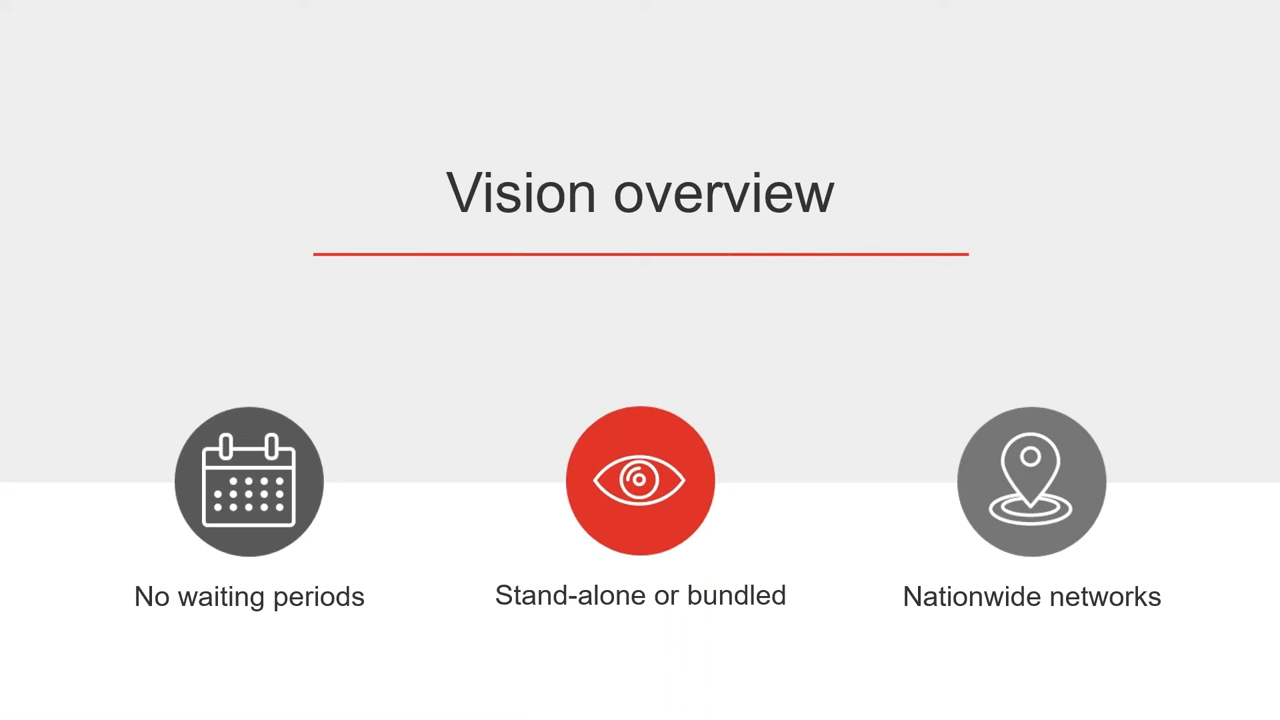 Vision overview
No waiting periods
Stand-alone or bundled
Nationwide networks